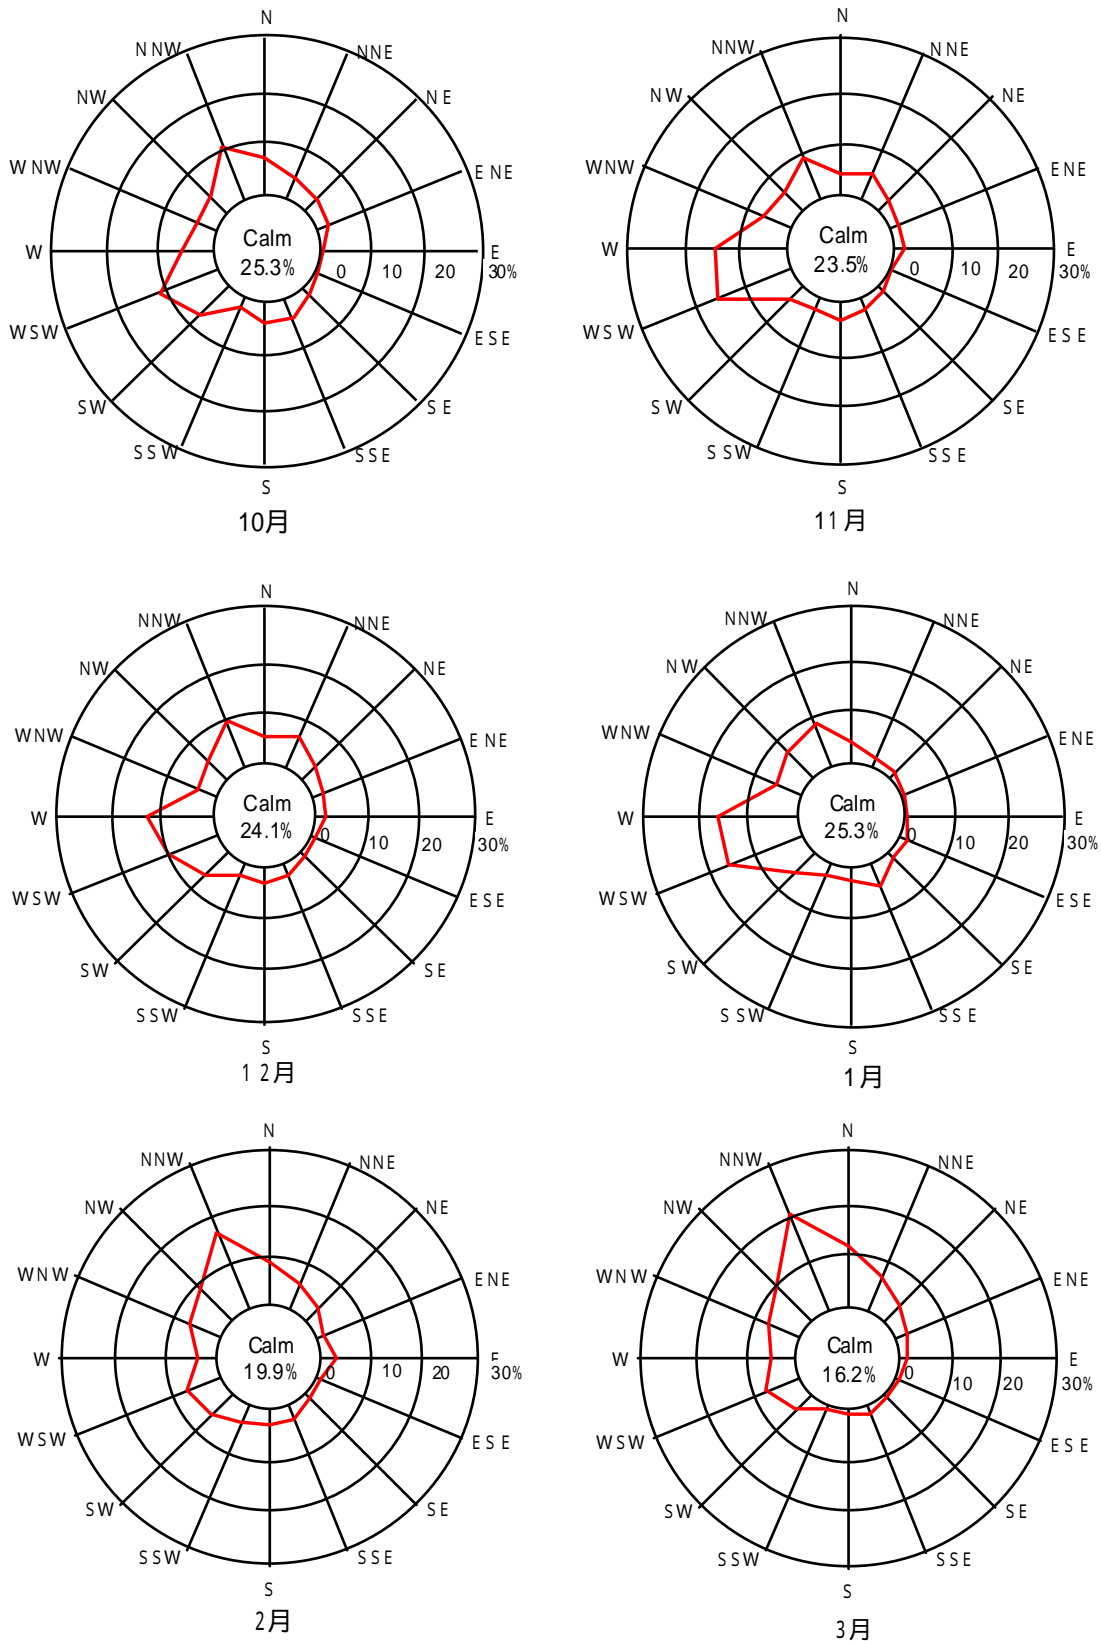 N
NNW
NNE
NW
NE
WNW
ENE
W
Calm
25.3%
E
0
10
20
30%
WSW
ESE
SW
SE
SSW
SSE
S
10月
N
NNW
NNE
NW
NE
WNW
ENE
W
Calm
23.5%
E
0
10
20
30%
WSW
ESE
SW
SE
SSW
SSE
S
11月
N
NNW
NNE
NW
NE
WNW
ENE
W
Calm
24.1%
E
0
10
20
30%
WSW
ESE
SW
SE
SSW
SSE
S
12月
N
NNW
NNE
NW
NE
WNW
ENE
W
Calm
25.3%
E
0
10
20
30%
WSW
ESE
SW
SE
SSW
SSE
S
1月
N
NNW
NNE
NW
NE
WNW
ENE
W
Calm
19.9%
E
0
10
20
30%
WSW
ESE
SW
SE
SSW
SSE
S
2月
N
NNW
NNE
NW
NE
WNW
ENE
W
Calm
16.2%
E
0
10
20
30%
WSW
ESE
SW
SE
SSW
SSE
S
3月